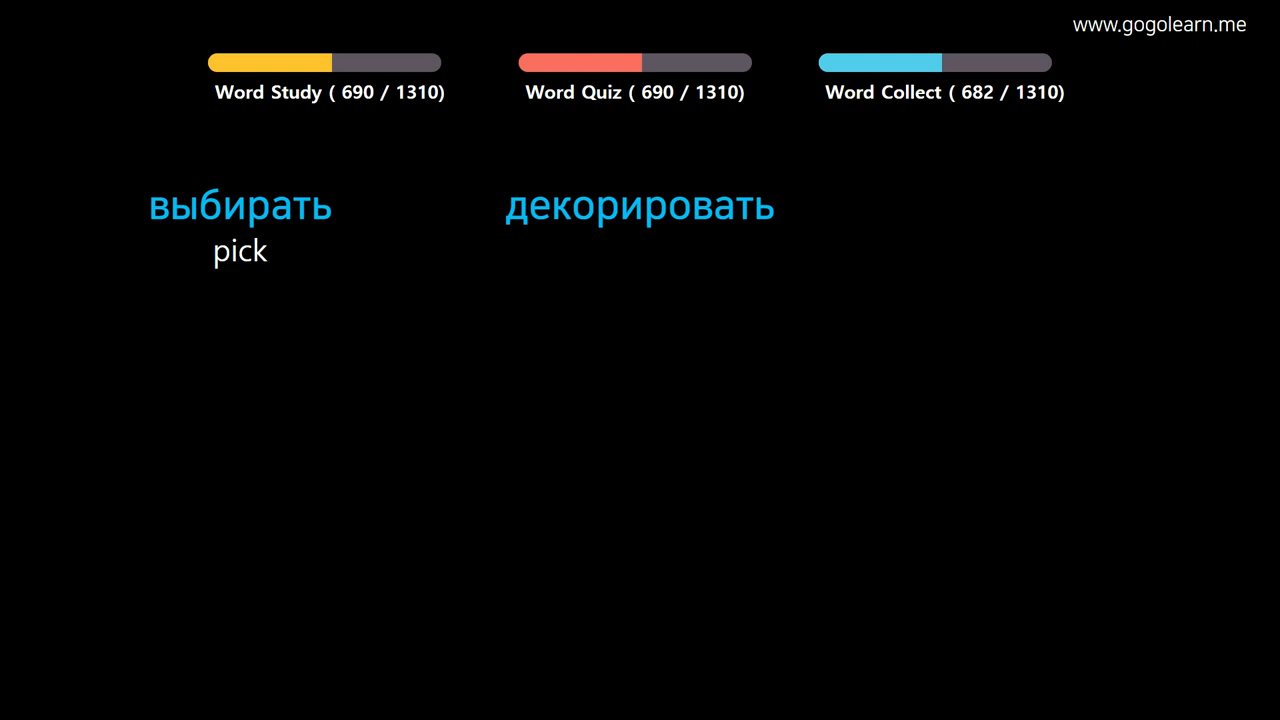 www.gogolearn.me
Word Study ( 690 / 1310)
Word Quiz ( 690 / 1310)
Word Collect ( 682 / 1310)
выбирать
pick
декорировать